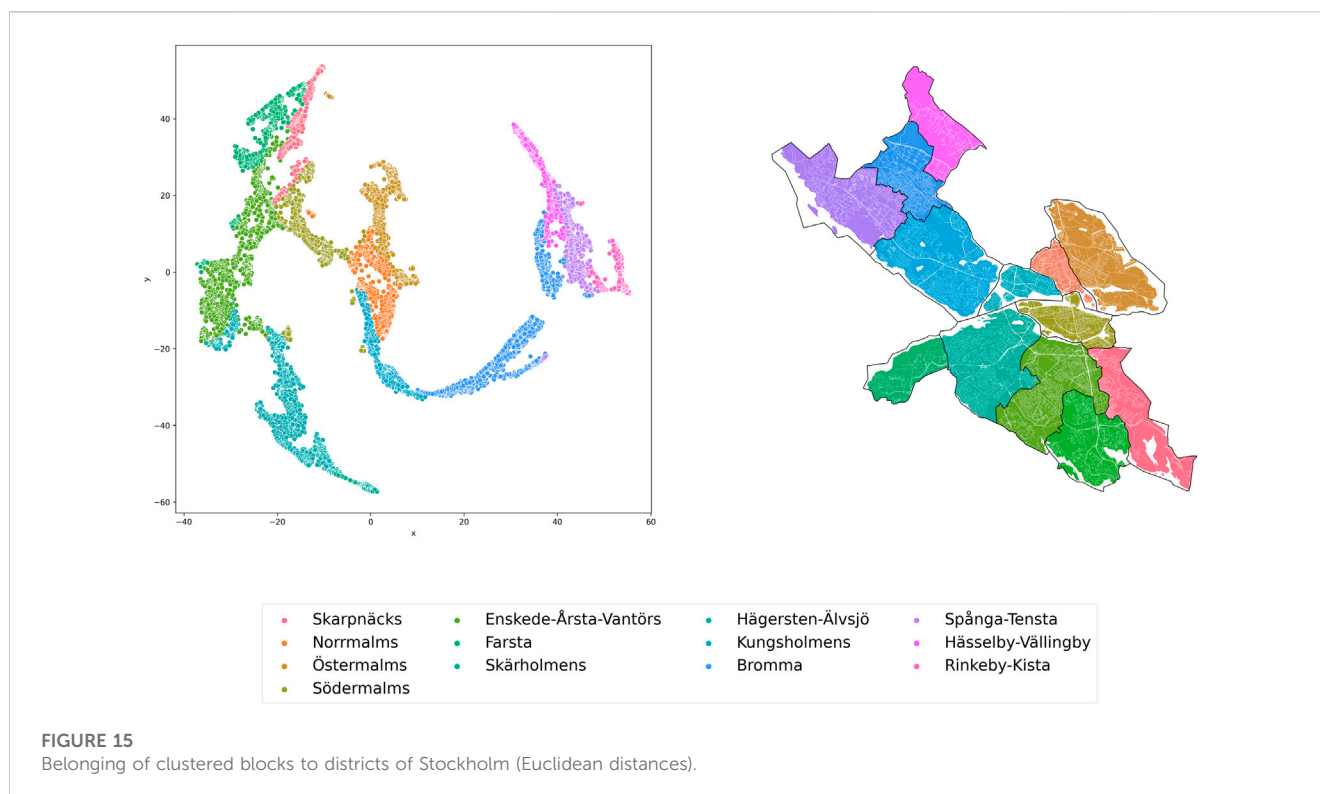 40
20
0
−20
−40
−60
y
−40
−20
0
20
40
60
x
Skarpnäcks
Norrmalms
Östermalms
Södermalms
Enskede-Årsta-Vantörs
Farsta
Skärholmens
Hägersten-Älvsjö
Kungsholmens
Bromma
Spånga-Tensta
Hässelby-Vällingby
Rinkeby-Kista
FIGURE 15
Belonging of clustered blocks to districts of Stockholm (Euclidean distances).